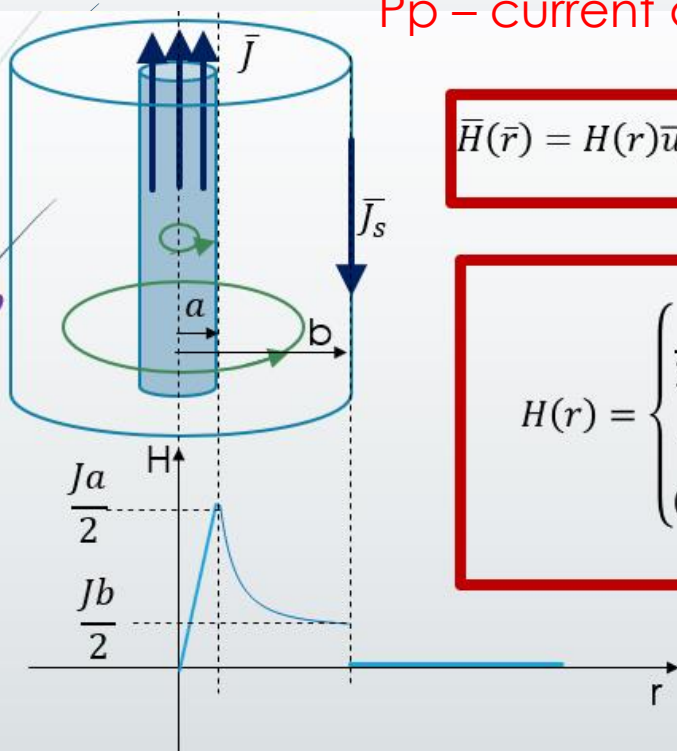 Pp – current
J̅
H̅(r̅) = H(r)u̅
J̅ₛ
a
b
H(r) = {
H
Ja/2
Jb/2
r